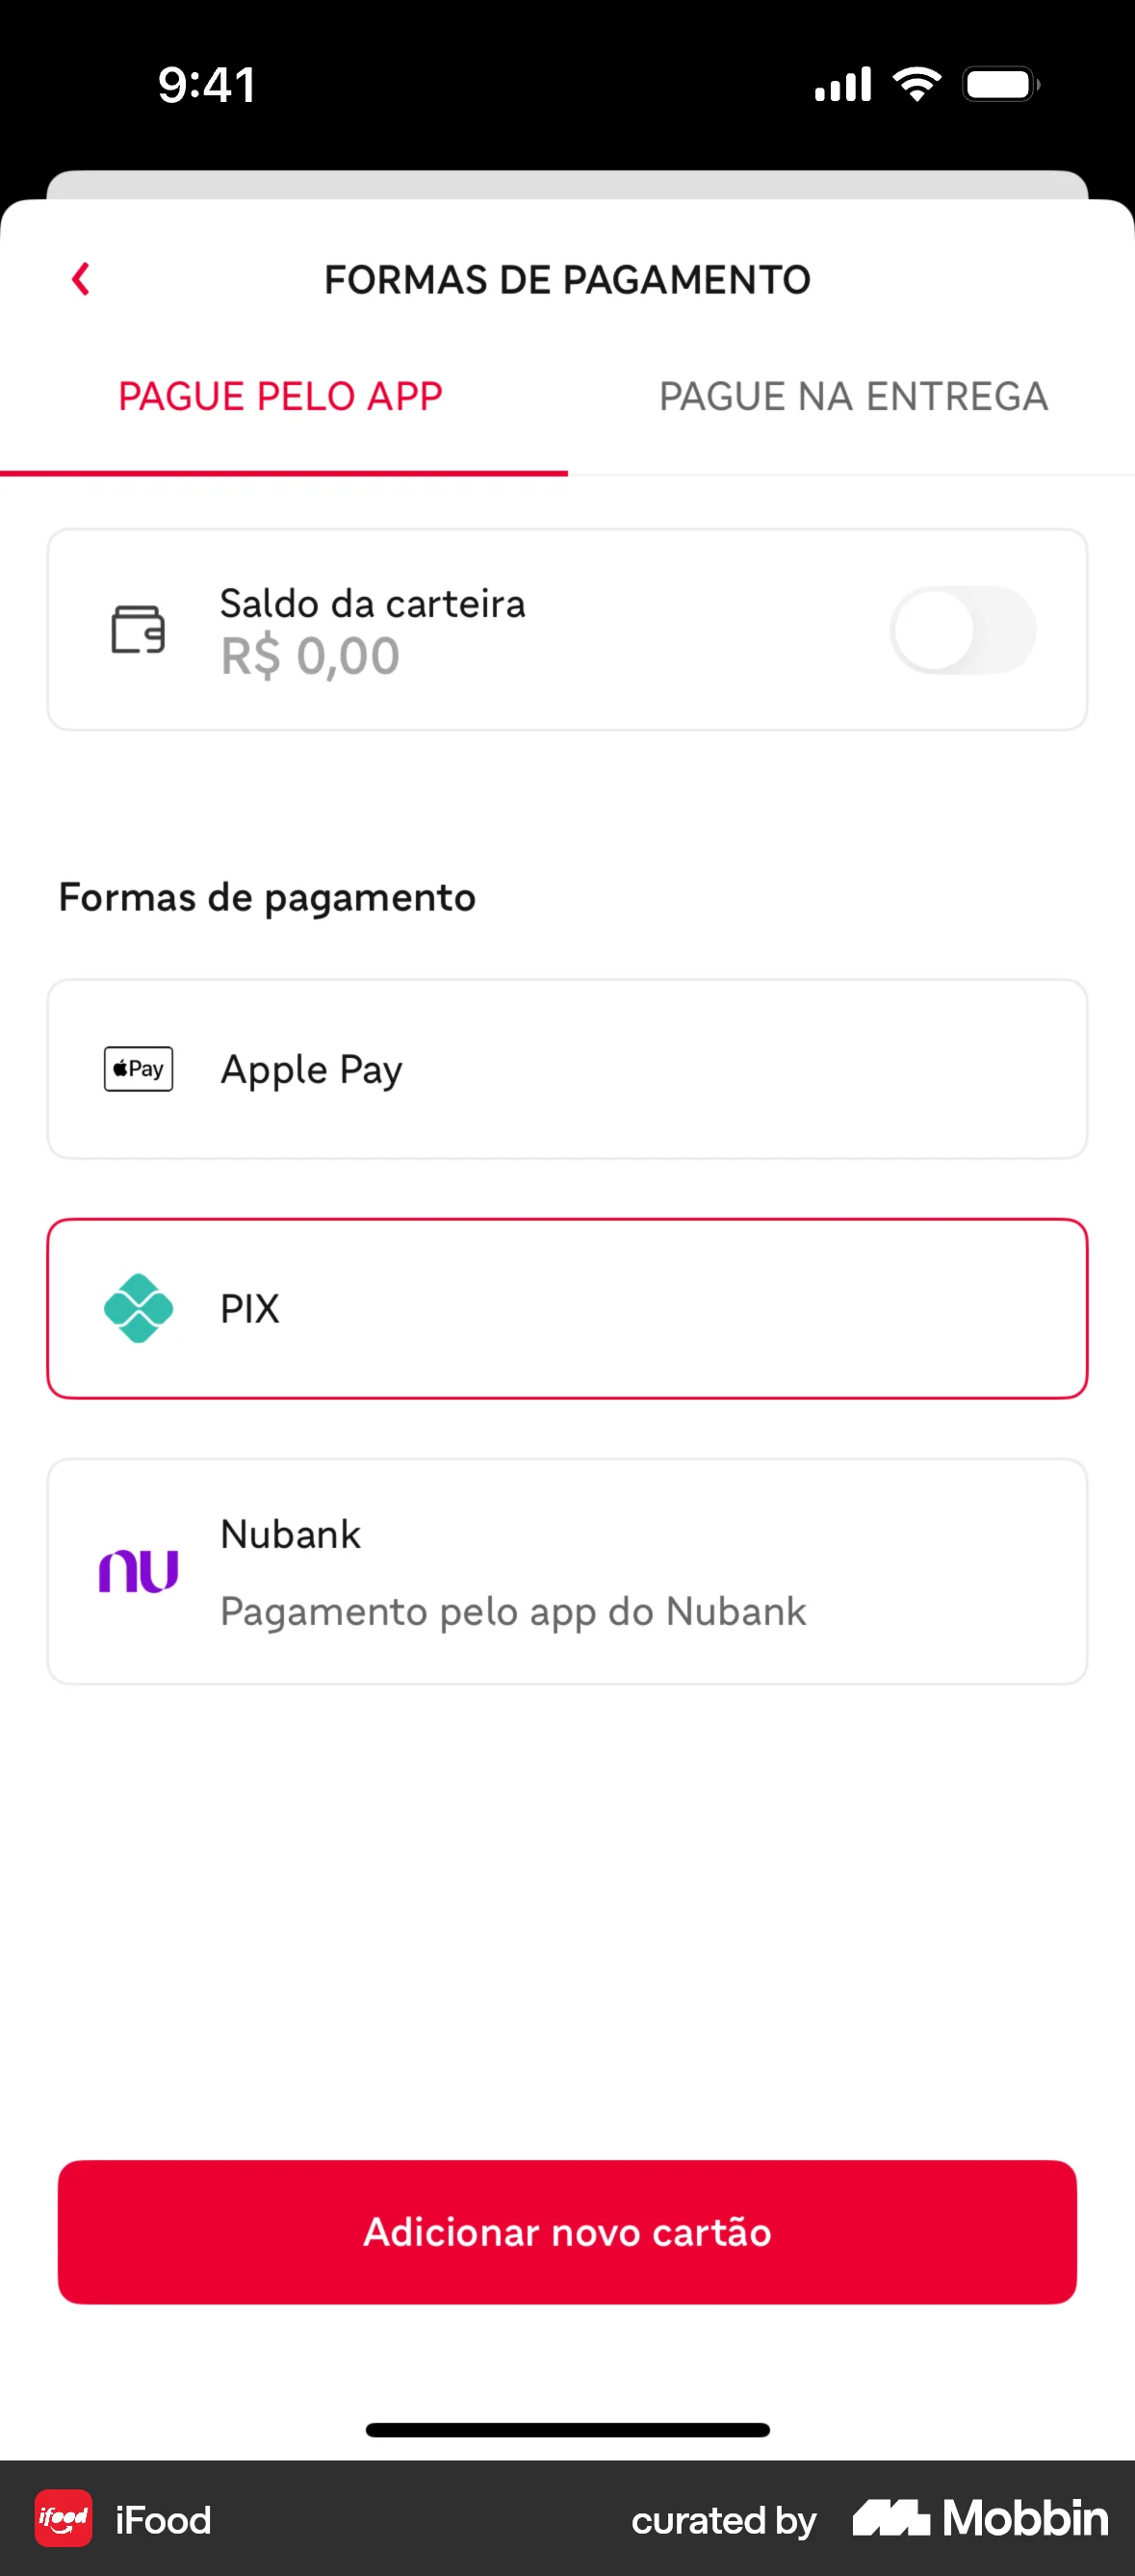 9:41
FORMAS DE PAGAMENTO
PAGUE PELO APP
PAGUE NA ENTREGA
Saldo da carteira
R$ 0,00
Formas de pagamento
Pay
Apple Pay
PIX
nu
Nubank
Pagamento pelo app do Nubank
Adicionar novo cartão
ifood
iFood
curated by
Mobbin